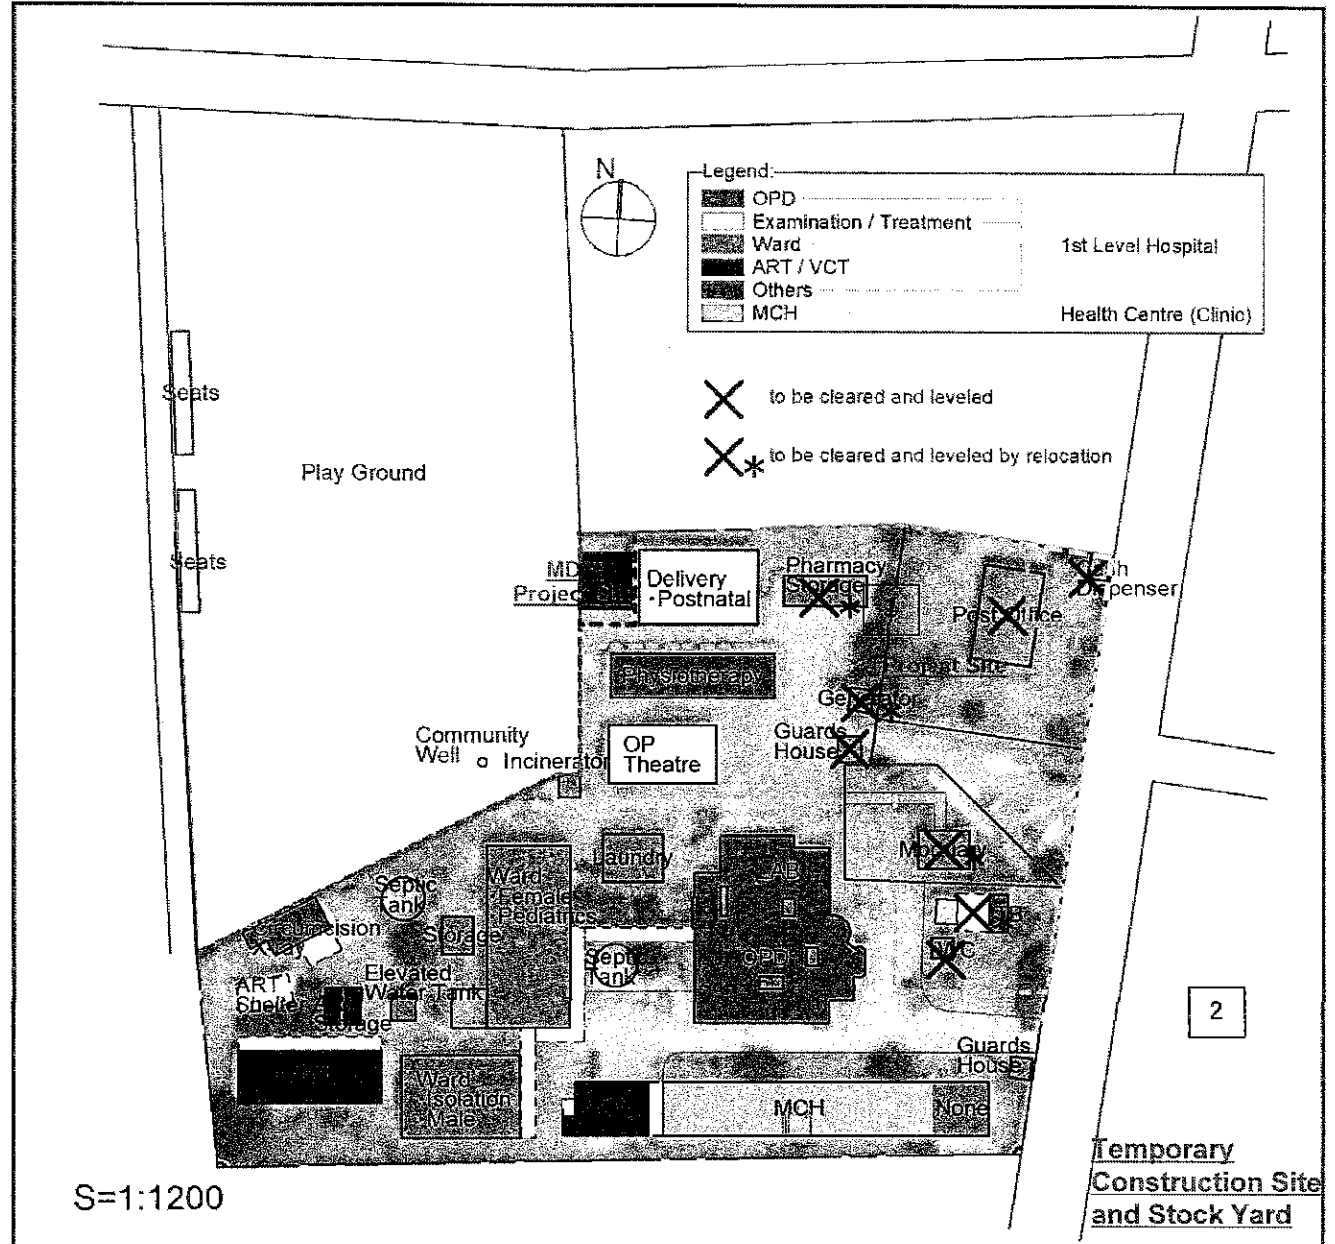 N
Legend:
OPD
Examination / Treatment
Ward
ART / VCT
Others
MCH
1st Level Hospital
Health Centre (Clinic)
to be cleared and leveled
* to be cleared and leveled by relocation
Seats
Play Ground
Seats
Delivery
・Postnatal
Pharmacy
Storage
*
Dispenser
Post Office
Physiotherapy
Project Site
Generator
*
Community
Well
Incinerator
OP
Theatre
Guards
House
Laundry
LAB
Mortuary
*
Septic
Tank
Ward
Females
Pediatrics
Storage
Circumcision
X-ray
OPD
Septic
Tank
ART
Shelter
Elevated
Water Tank
Storage
2
Guards
House
Ward
Isolation
Male
MCH
None
Temporary
Construction Site
and Stock Yard
S=1:1200